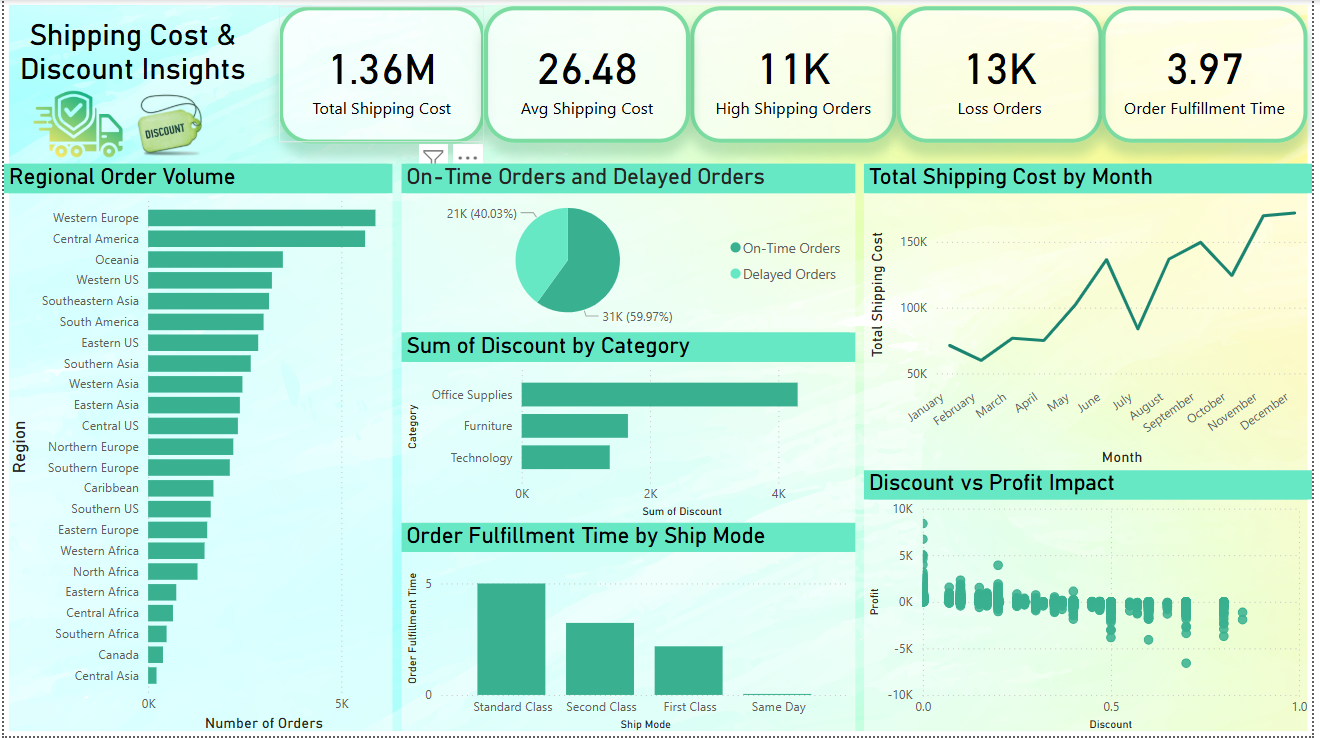 Shipping Cost &
Discount Insights
DISCOUNT
1.36M
Total Shipping Cost
26.48
Avg Shipping Cost
11K
High Shipping Orders
13K
Loss Orders
3.97
Order Fulfillment Time
Regional Order Volume
Region
Western Europe
Central America
Oceania
Western US
Southeastern Asia
South America
Eastern US
Southern Asia
Western Asia
Eastern Asia
Central US
Northern Europe
Southern Europe
Caribbean
Southern US
Eastern Europe
Western Africa
North Africa
Eastern Africa
Central Africa
Southern Africa
Canada
Central Asia
0K 5K
Number of Orders
On-Time Orders and Delayed Orders
21K (40.03%)
31K (59.97%)
On-Time Orders
Delayed Orders
Sum of Discount by Category
Category
Office Supplies
Furniture
Technology
0K 2K 4K
Sum of Discount
Order Fulfillment Time by Ship Mode
Order Fulfillment Time
5
0
Standard Class Second Class First Class Same Day
Ship Mode
Total Shipping Cost by Month
Total Shipping Cost
150K
100K
50K
January February March April May June July August September October November December
Month
Discount vs Profit Impact
Profit
10K
5K
0K
-5K
-10K
0.0 0.5 1.0
Discount